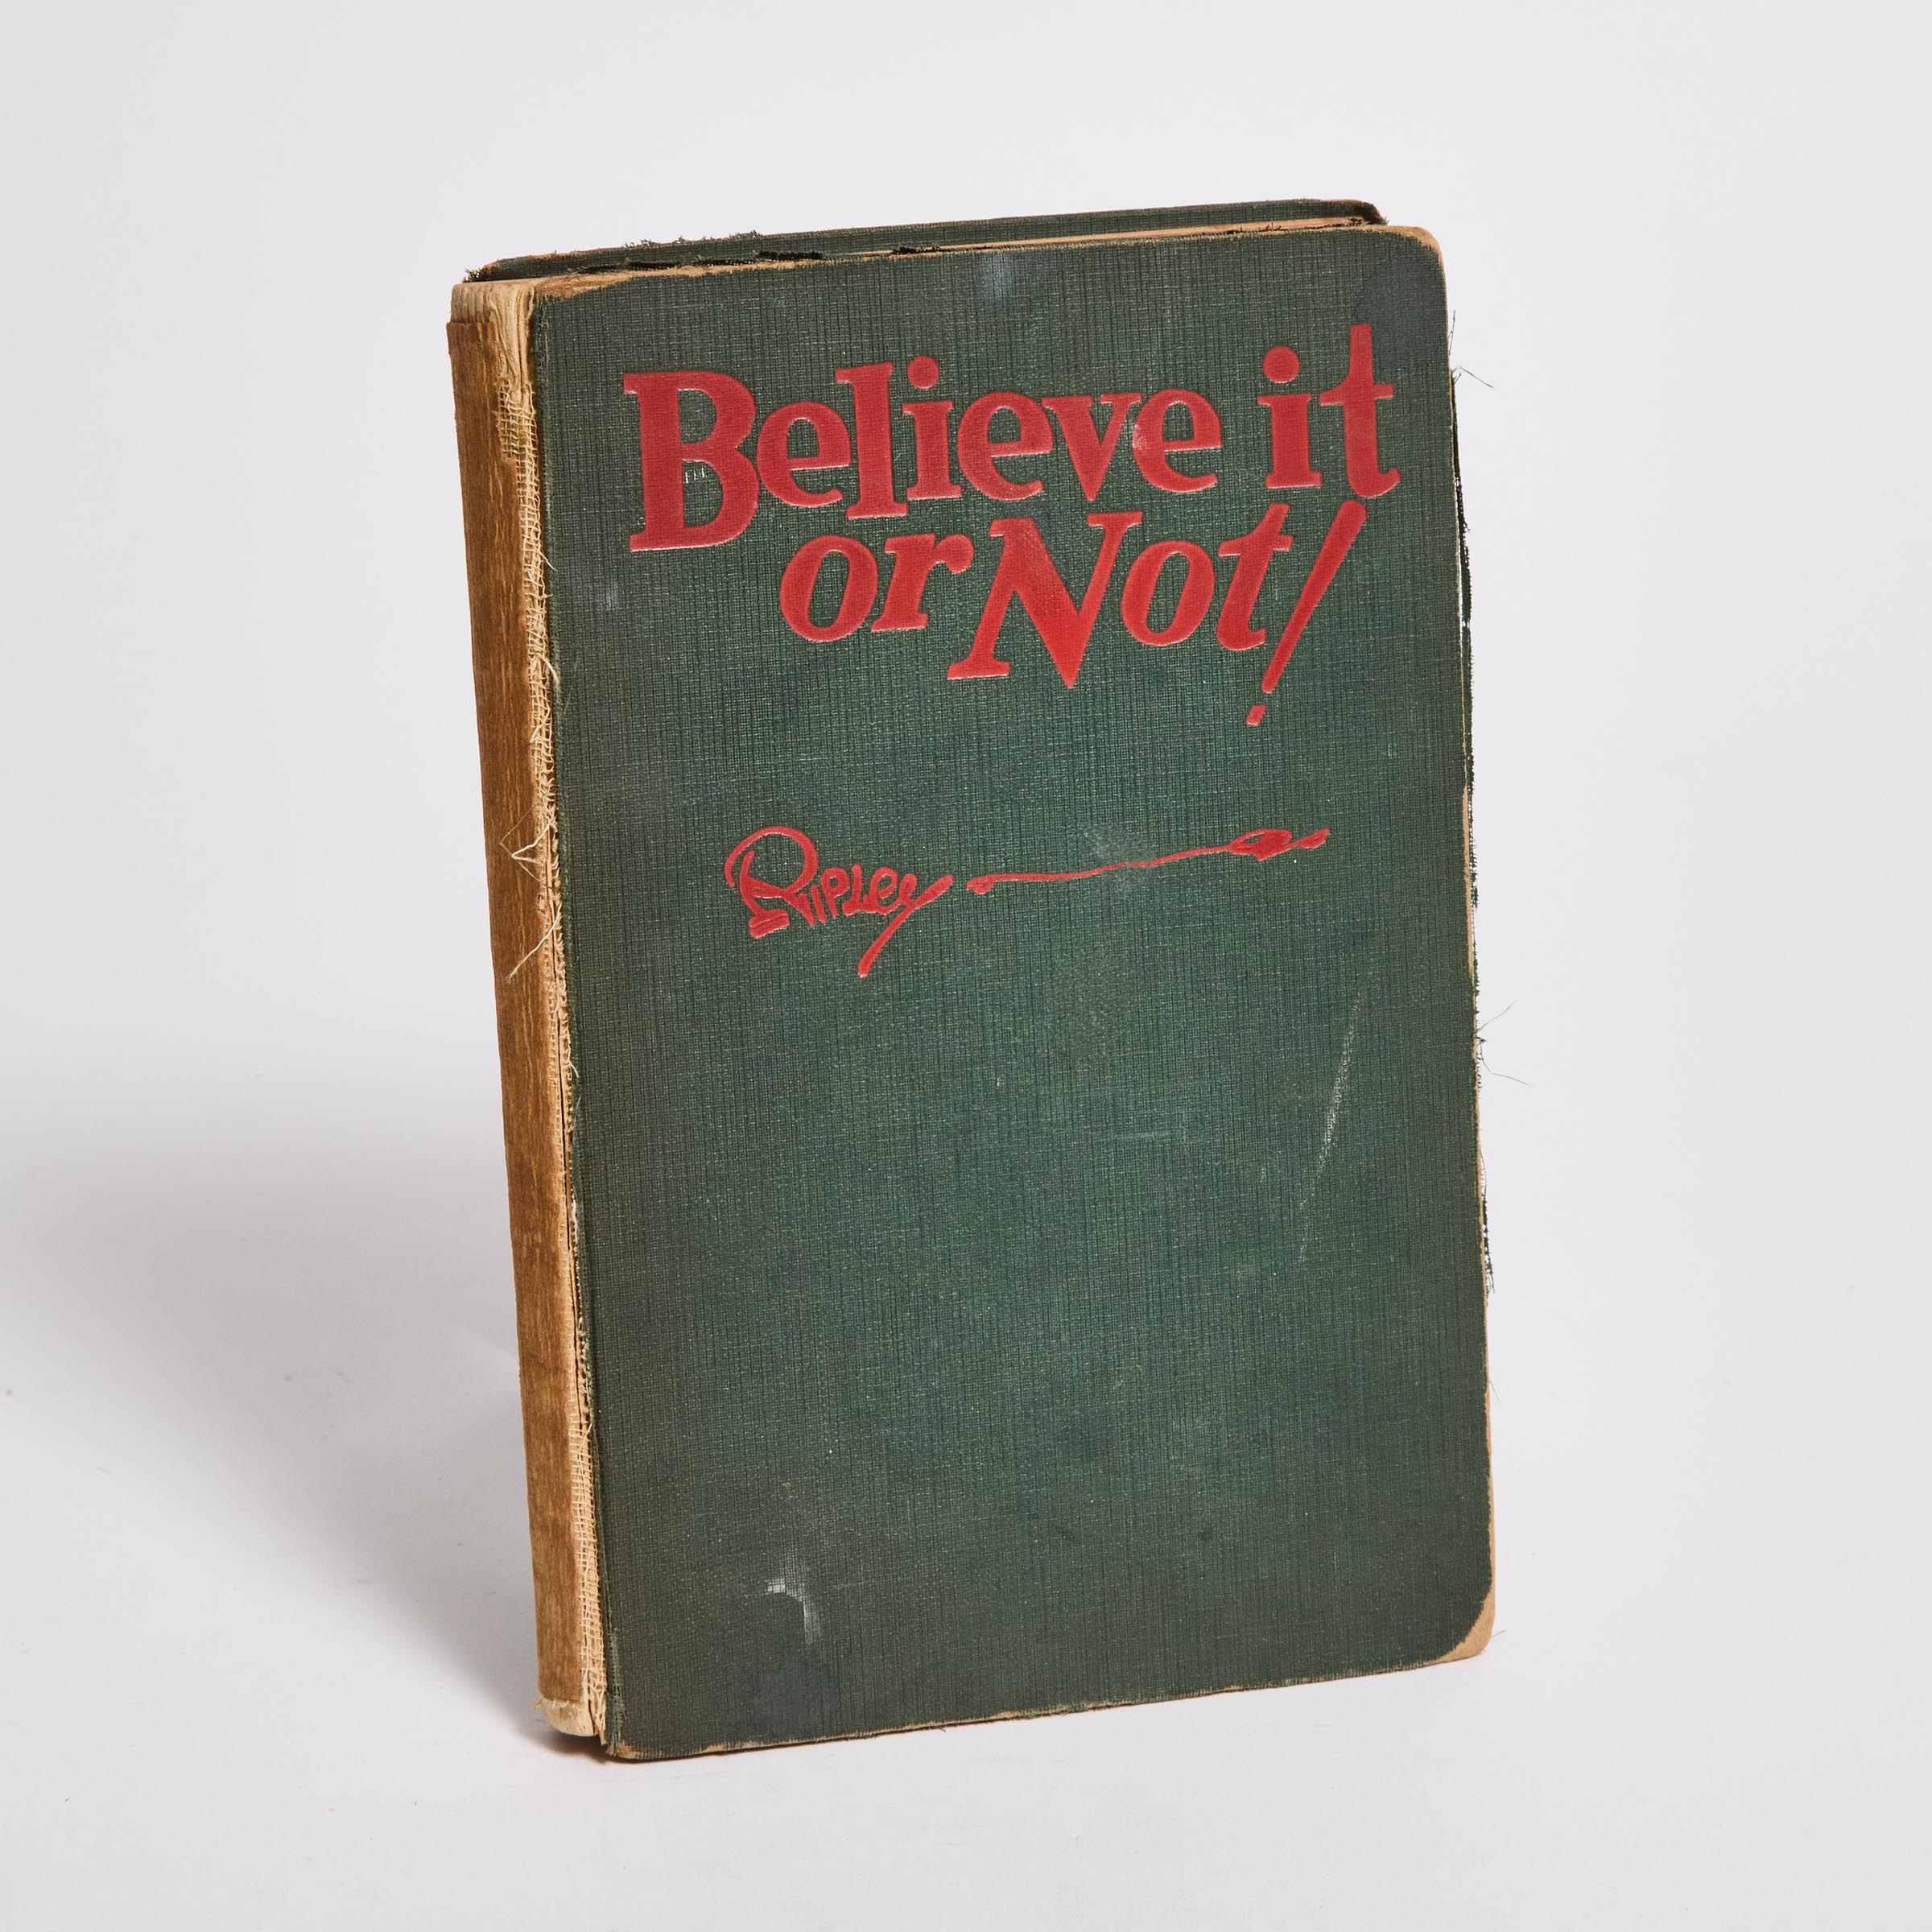 Believe it
or Not!
Ripley